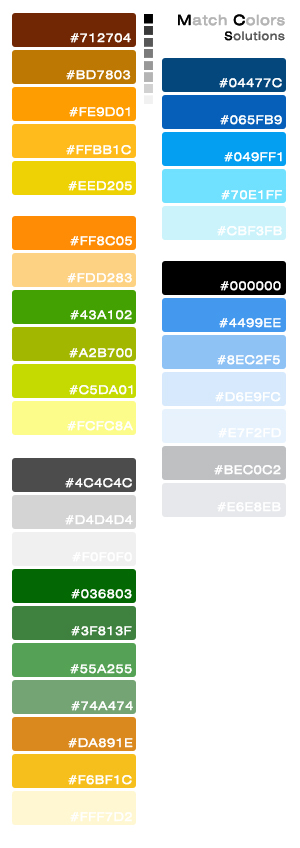 Match Colors
Solutions
#712704
#BD7803
#FE9D01
#FFBB1C
#EED205
#FF8C05
#FDD283
#43A102
#A2B700
#C5DA01
#FCFC8A
#4C4C4C
#D4D4D4
#F0F0F0
#036803
#3F813F
#55A255
#74A474
#DA891E
#F6BF1C
#FFF7D2
#04477C
#065FB9
#049FF1
#70E1FF
#CBF3FB
#000000
#4499EE
#8EC2F5
#D6E9FC
#E7F2FD
#BEC0C2
#E6E8EB